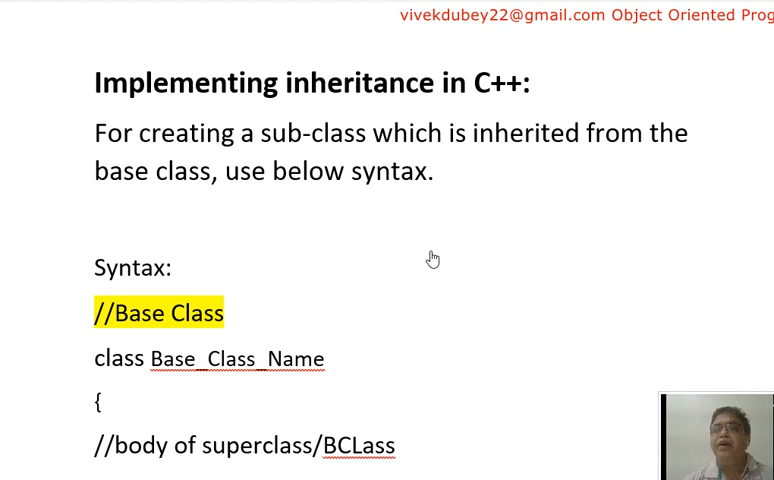 vivekdubey22@gmail.com Object Oriented Prog
Implementing inheritance in C++:
For creating a sub-class which is inherited from the
base class, use below syntax.
Syntax:
//Base Class
class Base_Class_Name
{
//body of superclass/BCLass